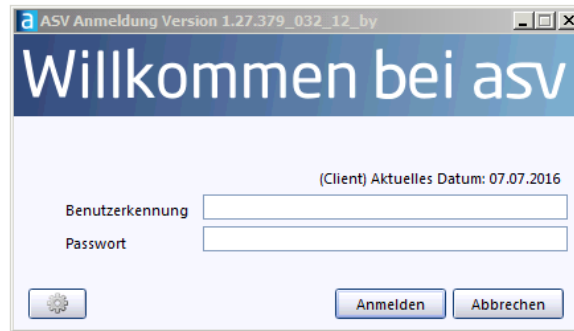 a ASV Anmeldung Version 1.27.379_032_12_by
Willkommen bei asv
(Client) Aktuelles Datum: 07.07.2016
Benutzerkennung
Passwort
Anmelden Abbrechen